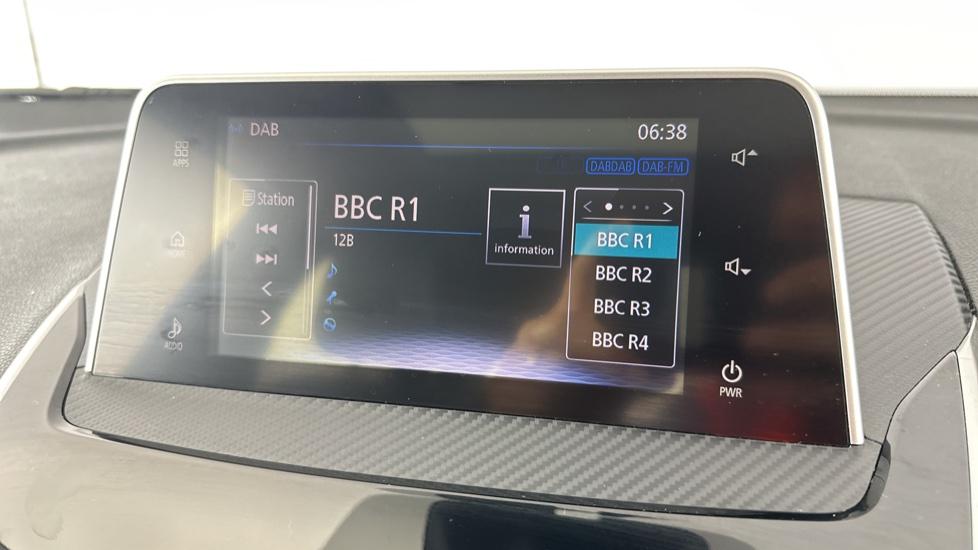 DAB
06:38
DABDAB DAB-FM
APPS
HOME
AUDIO
Station
BBC R1
12B
information
BBC R1
BBC R2
BBC R3
BBC R4
PWR